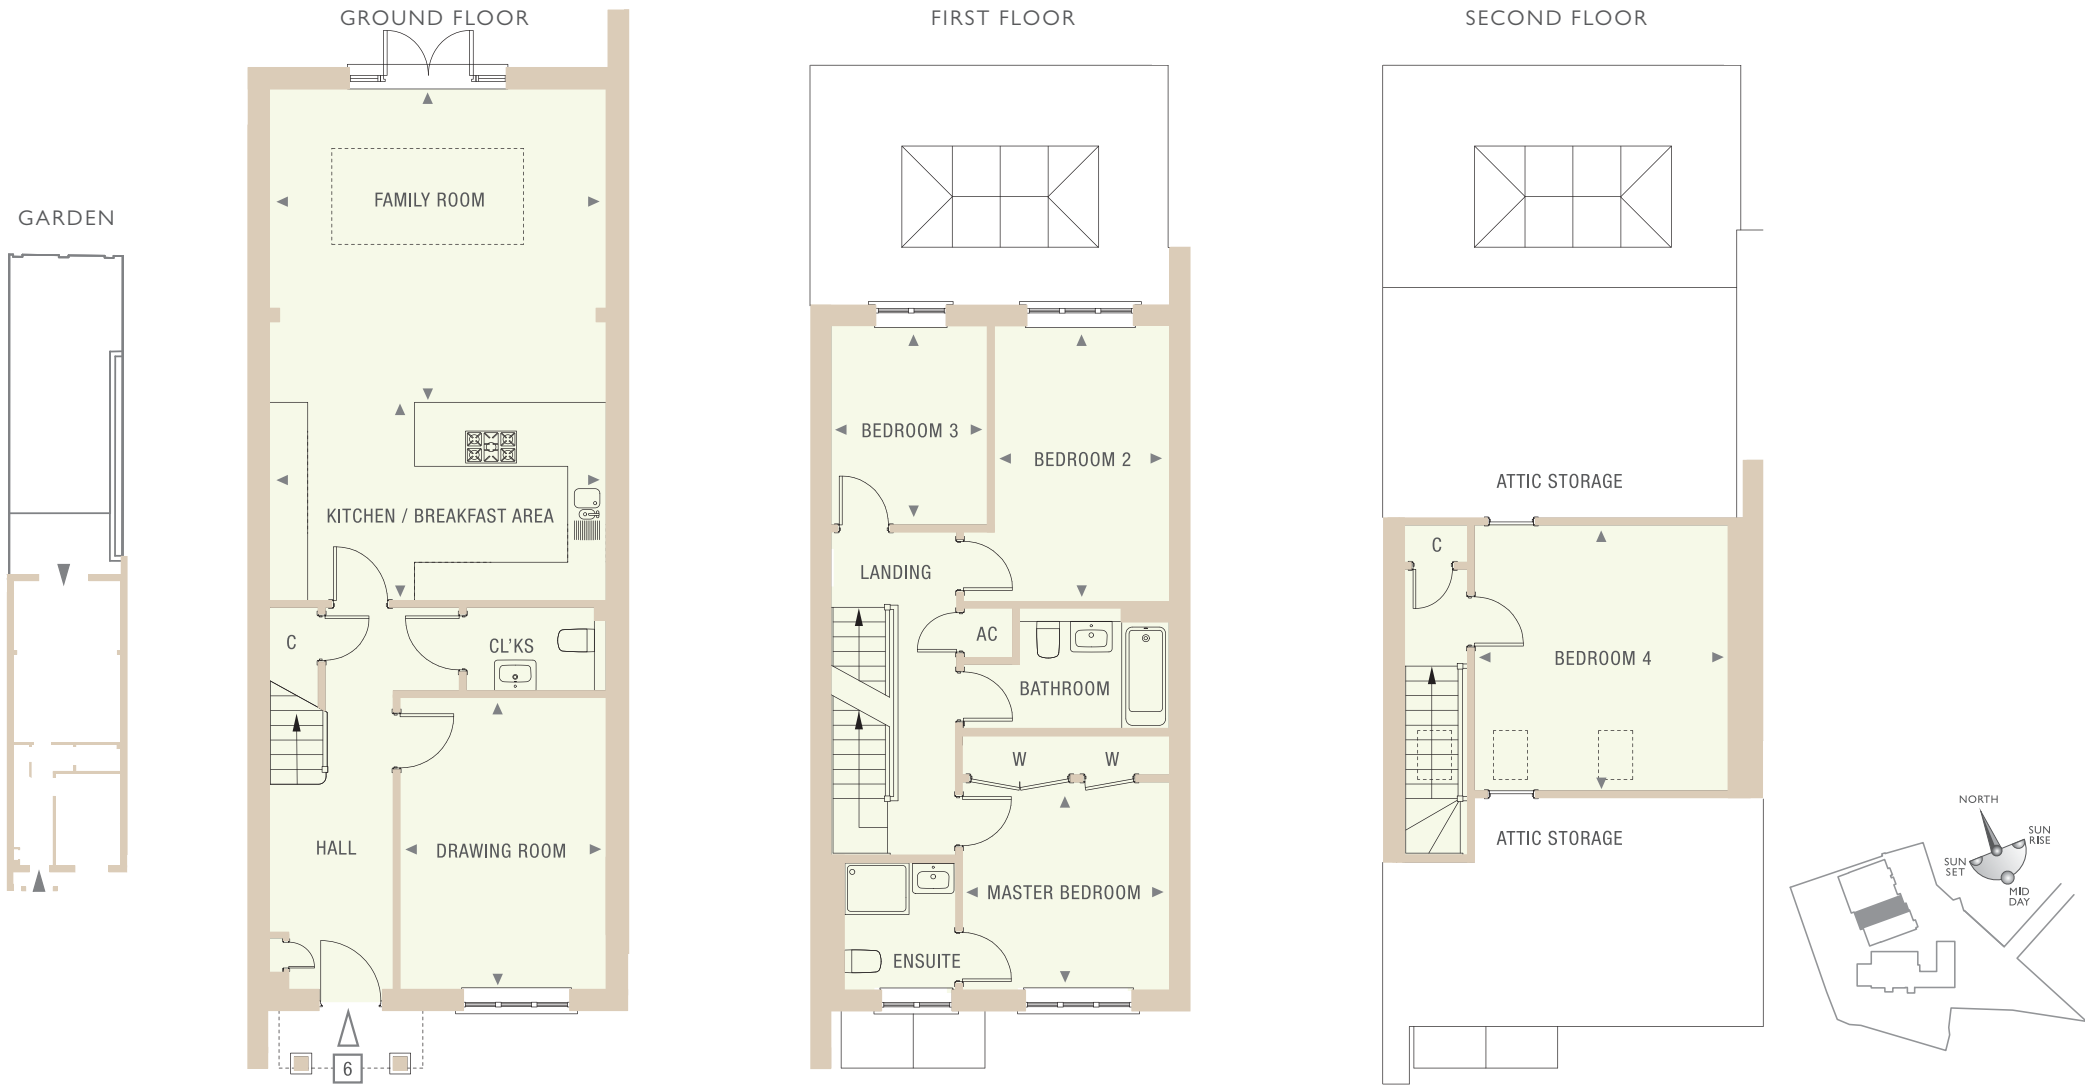 GROUND FLOOR
FIRST FLOOR
SECOND FLOOR
GARDEN
FAMILY ROOM
KITCHEN / BREAKFAST AREA
C
CL'KS
HALL
DRAWING ROOM
6
BEDROOM 3
BEDROOM 2
LANDING
AC
BATHROOM
W
W
MASTER BEDROOM
ENSUITE
ATTIC STORAGE
C
BEDROOM 4
ATTIC STORAGE
NORTH
SUN
RISE
SUN
SET
MID
DAY